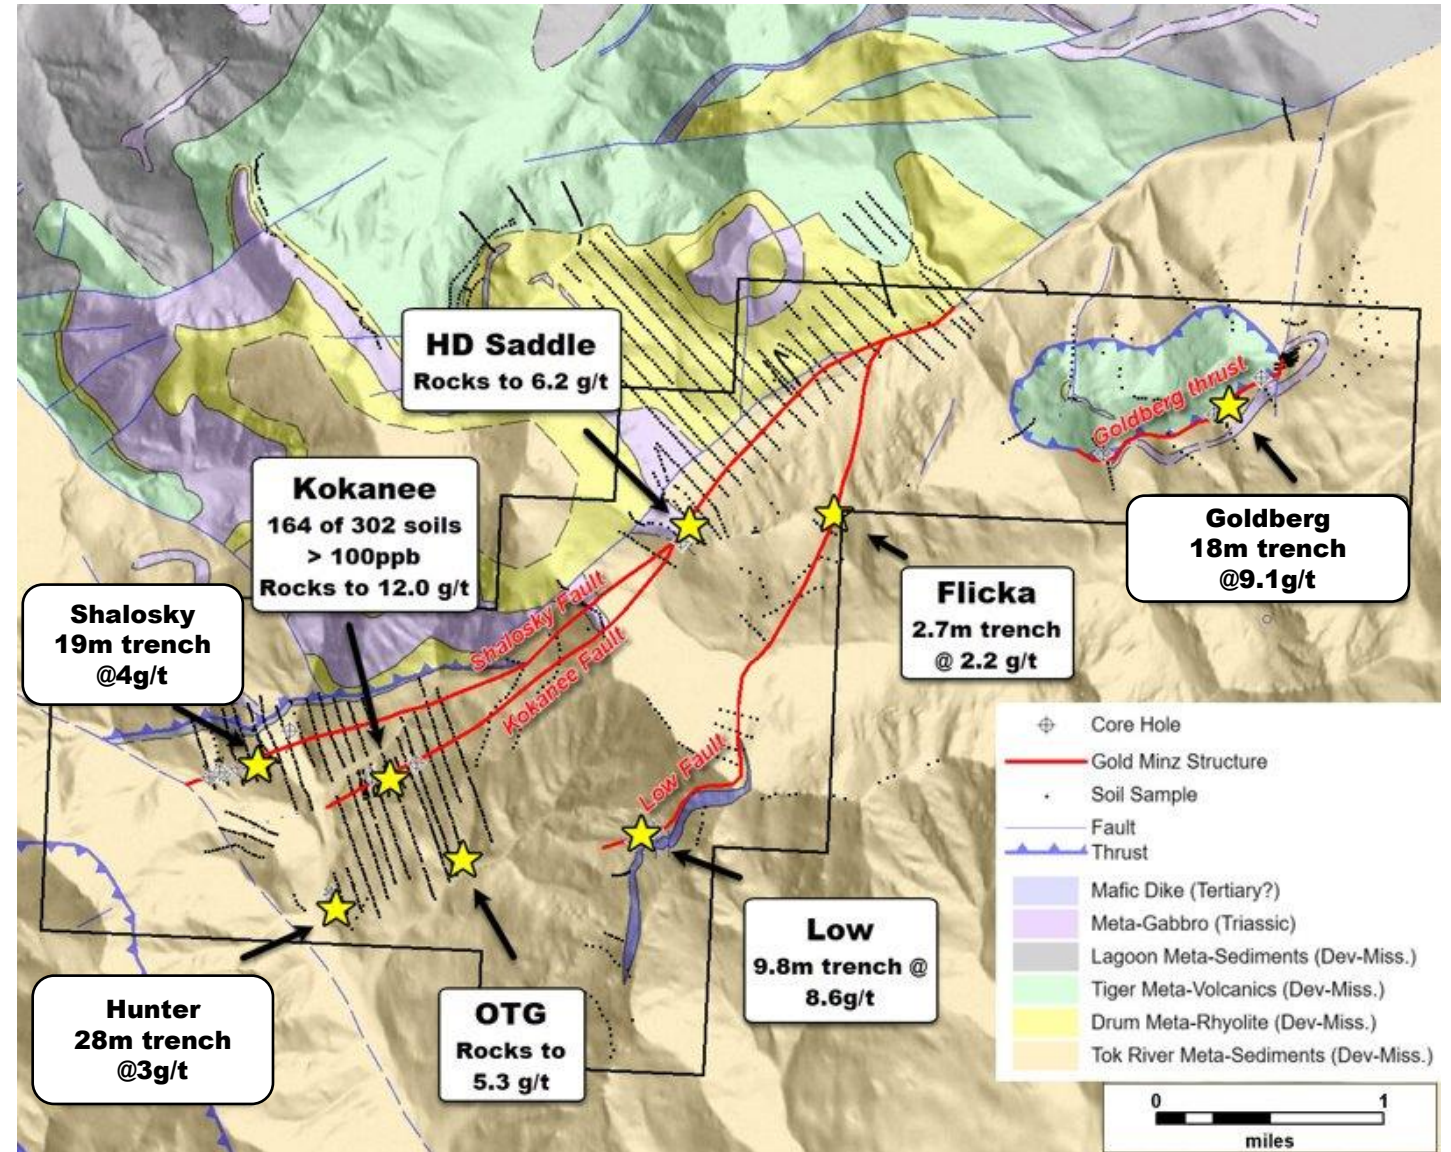 HD Saddle
Rocks to 6.2 g/t
Goldberg thrust
Kokanee
164 of 302 soils
> 100ppb
Rocks to 12.0 g/t
Goldberg
18m trench
@9.1g/t
Shalosky
19m trench
@4g/t
Shalosky Fault
Kokanee Fault
Flicka
2.7m trench
@ 2.2 g/t
Low Fault
Low
9.8m trench @
8.6g/t
Hunter
28m trench
@3g/t
OTG
Rocks to
5.3 g/t
Core Hole
Gold Minz Structure
Soil Sample
Fault
Thrust
Mafic Dike (Tertiary?)
Meta-Gabbro (Triassic)
Lagoon Meta-Sediments (Dev-Miss.)
Tiger Meta-Volcanics (Dev-Miss.)
Drum Meta-Rhyolite (Dev-Miss.)
Tok River Meta-Sediments (Dev-Miss.)
0 1
miles